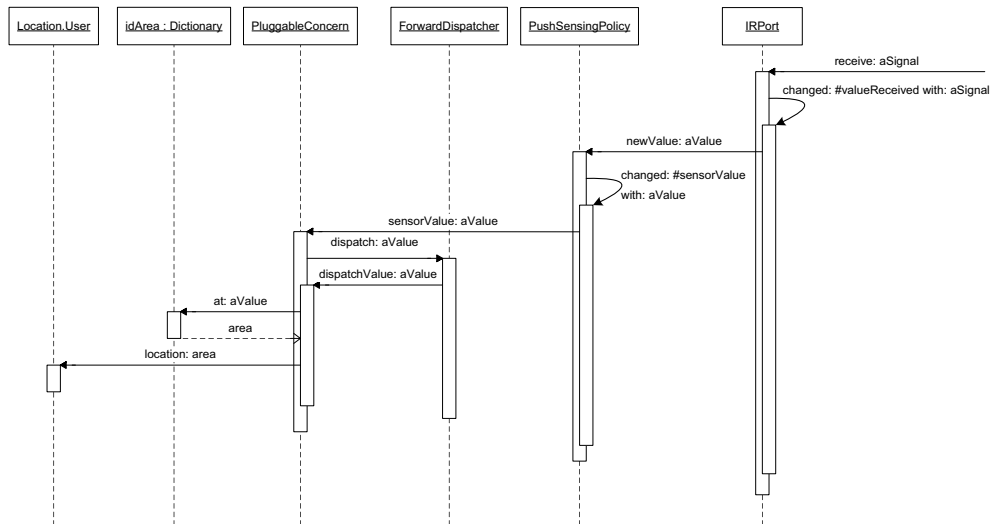 Location.User
idArea : Dictionary
PluggableConcern
ForwardDispatcher
PushSensingPolicy
IRPort
receive: aSignal
changed: #valueReceived with: aSignal
newValue: aValue
changed: #sensorValue
with: aValue
sensorValue: aValue
dispatch: aValue
dispatchValue: aValue
at: aValue
area
location: area